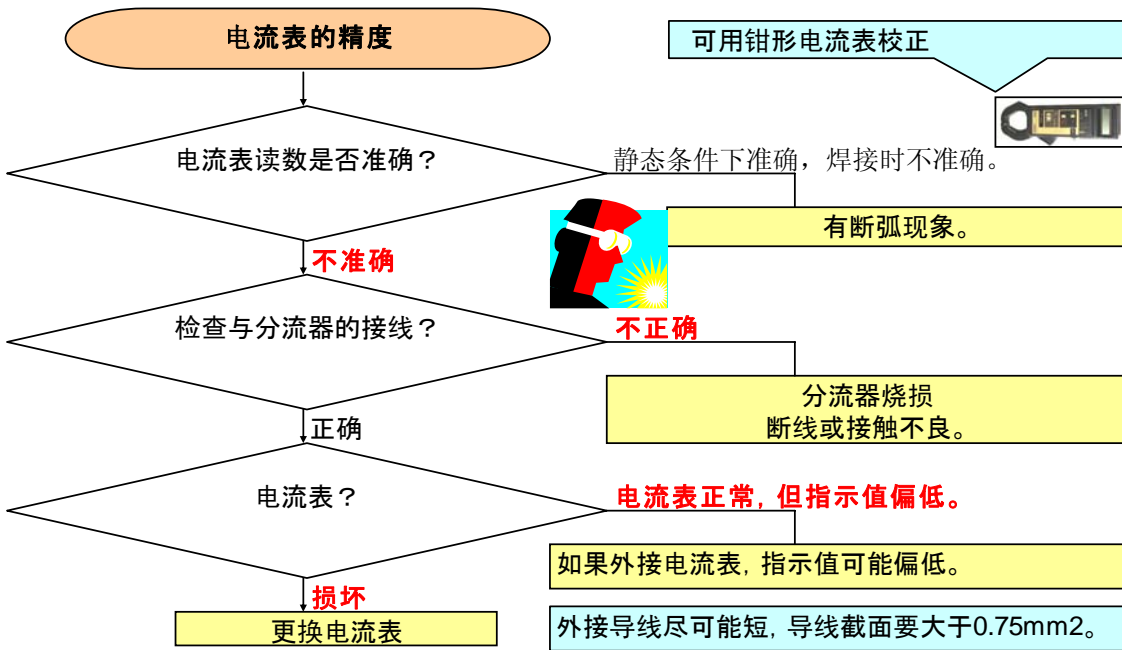 电流表的精度
可用钳形电流表校正
电流表读数是否准确？
静态条件下准确，焊接时不准确。
有断弧现象。
不准确
检查与分流器的接线？
不正确
分流器烧损
断线或接触不良。
正确
电流表？
电流表正常, 但指示值偏低。
如果外接电流表, 指示值可能偏低。
损坏
更换电流表
外接导线尽可能短, 导线截面要大于0.75mm2。